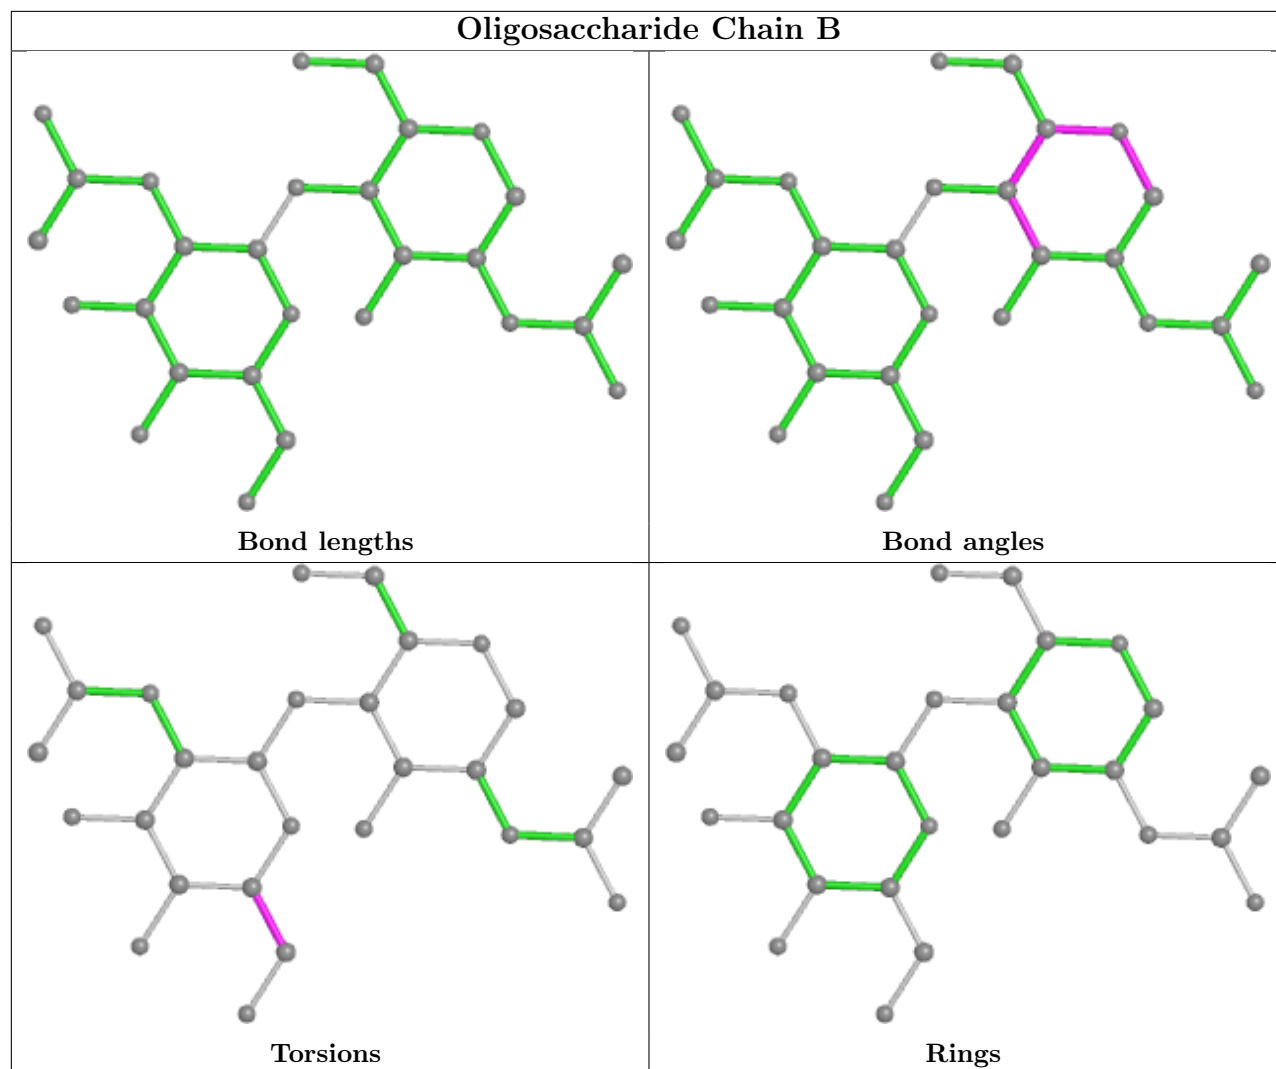 Oligosaccharide Chain B
Bond lengths
Bond angles
Torsions
Rings